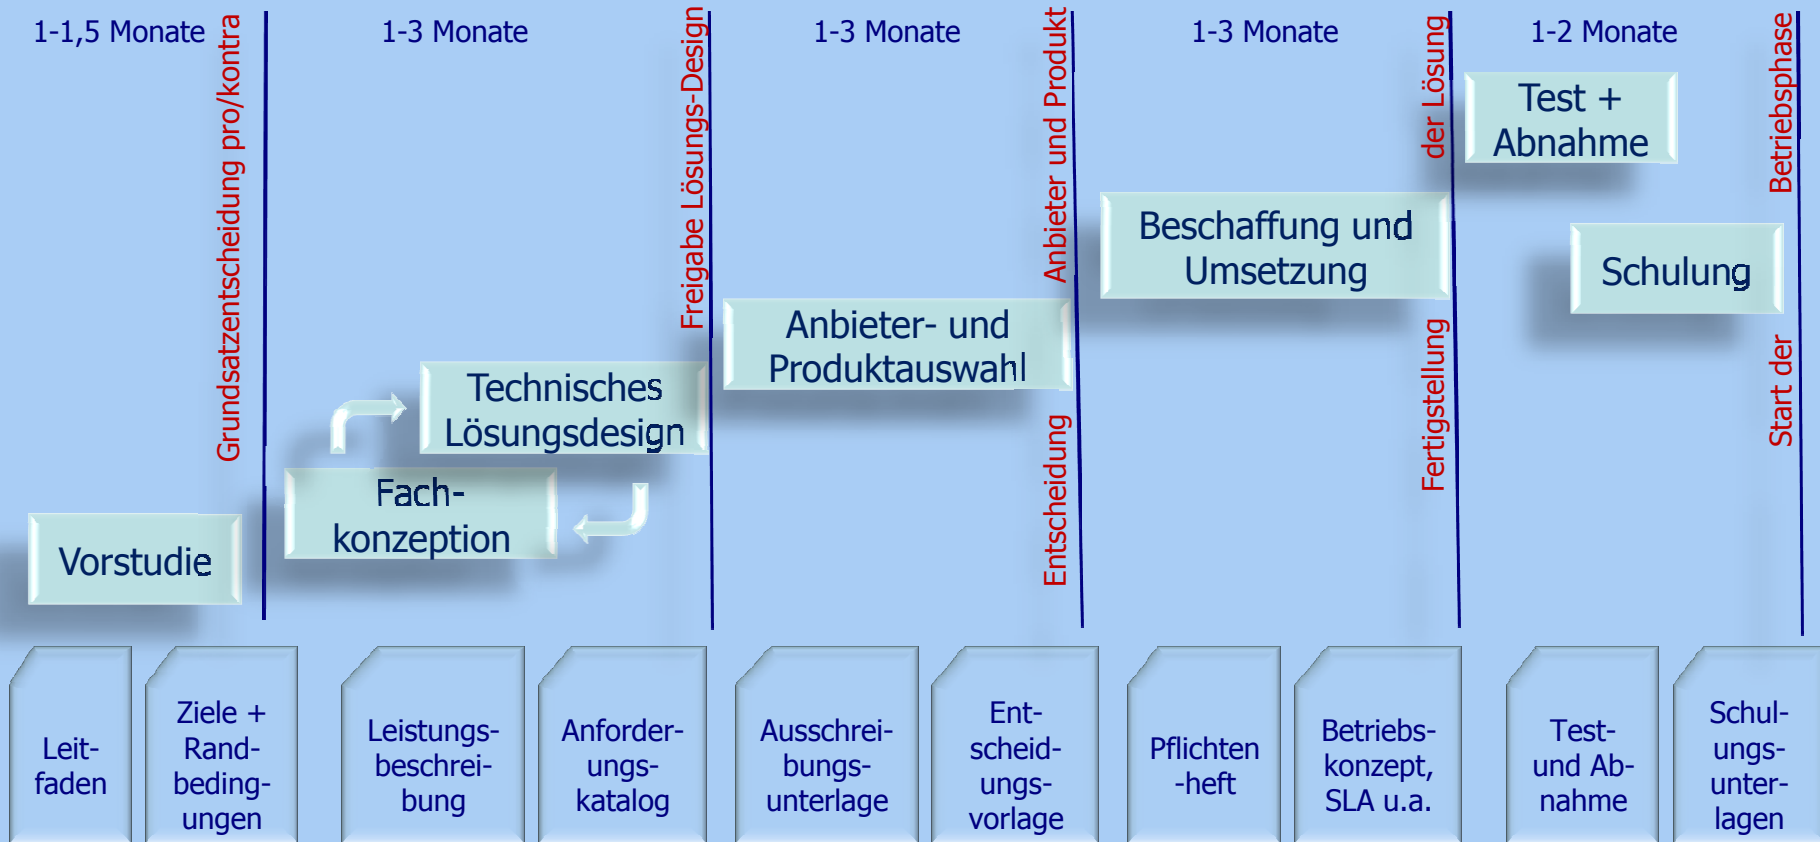 1-1,5 Monate
1-3 Monate
1-3 Monate
1-3 Monate
1-2 Monate
Grundsatzentscheidung pro/kontra
Freigabe Lösungs-Design
Entscheidung Anbieter und Produkt
Fertigstellung der Lösung
Start der Betriebsphase
Vorstudie
Fach-
konzeption
Technisches
Lösungsdesign
Anbieter- und
Produktauswahl
Beschaffung und
Umsetzung
Test +
Abnahme
Schulung
Leit-
faden
Ziele +
Rand-
beding-
ungen
Leistungs-
beschrei-
bung
Anforder-
ungs-
katalog
Ausschrei-
bungs-
unterlage
Ent-
scheid-
ungs-
vorlage
Pflichten
-heft
Betriebs-
konzept,
SLA u.a.
Test-
und Ab-
nahme
Schul-
ungs-
unter-
lagen